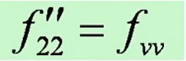 f''₂₂ = f_vv